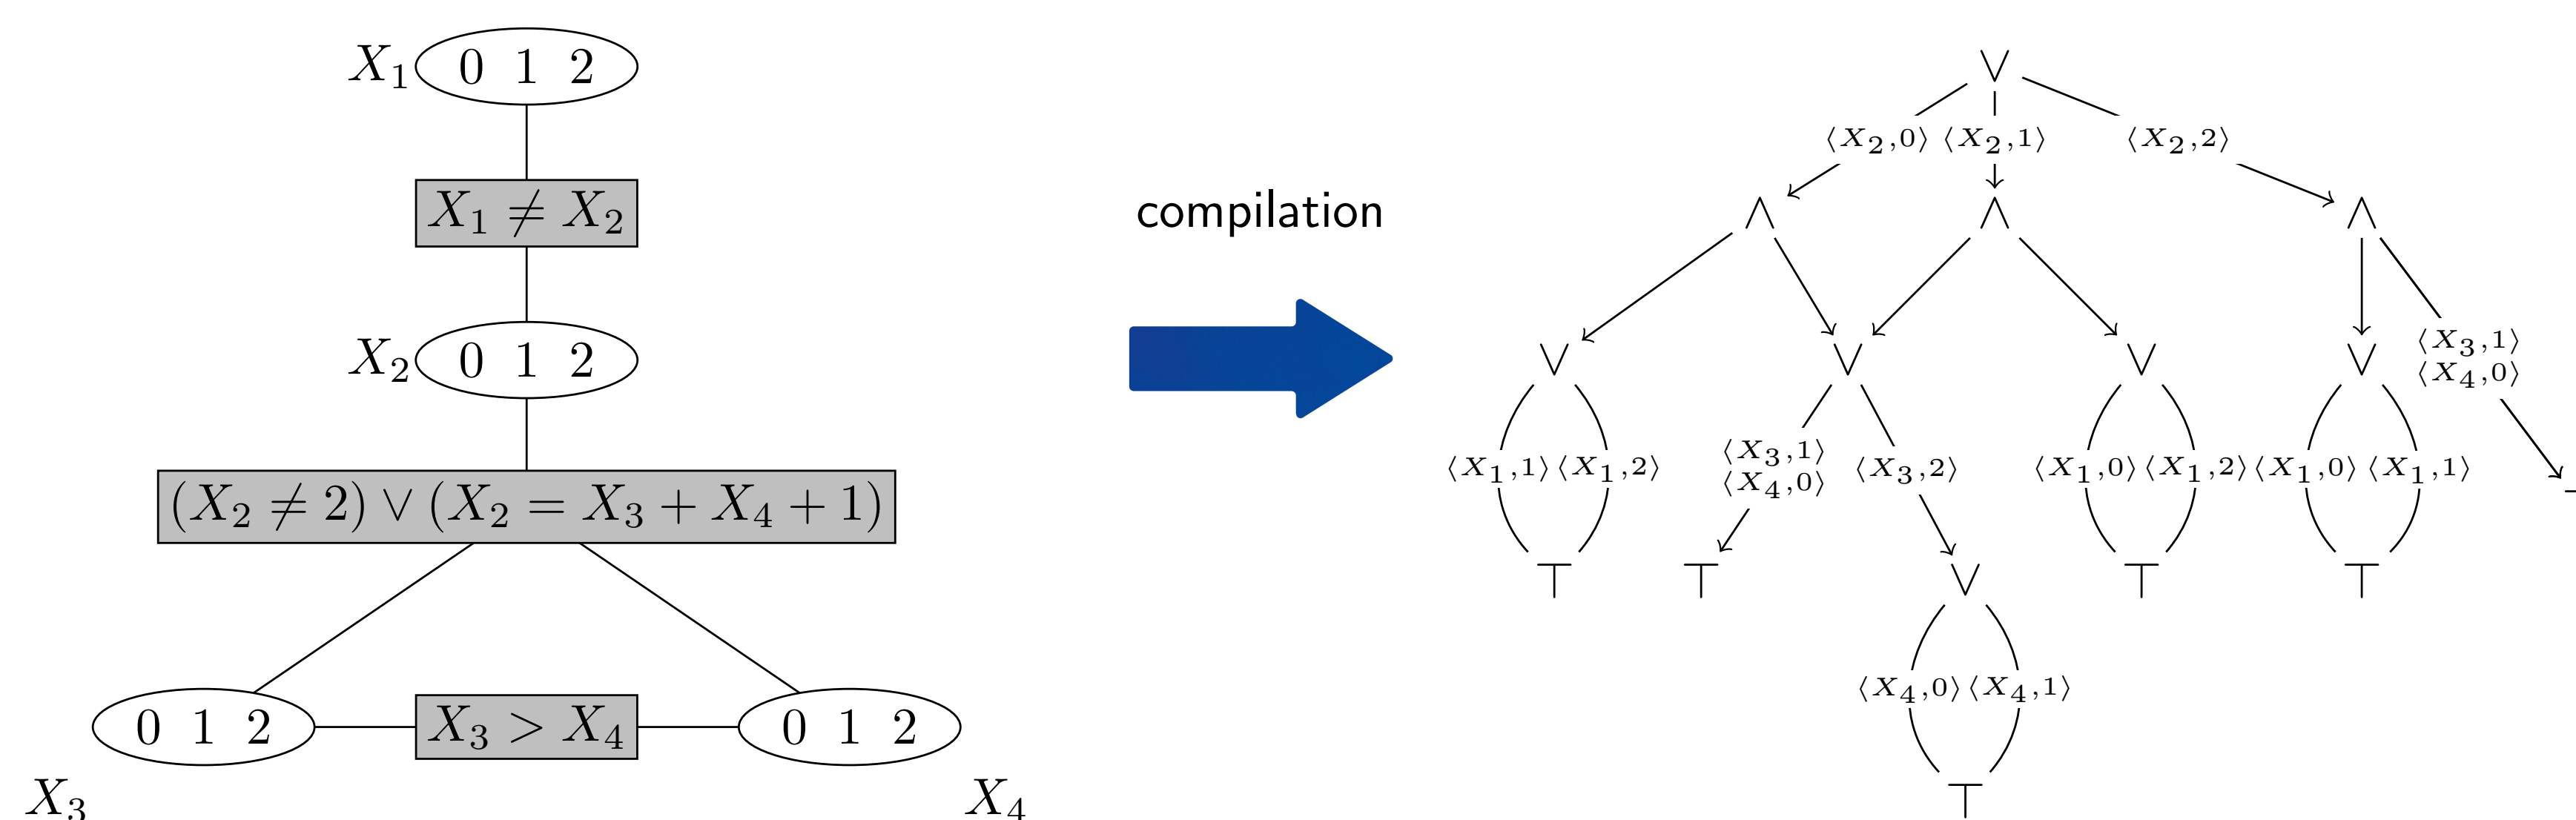 X₁ 0 1 2
X₁ ≠ X₂
X₂ 0 1 2
(X₂ ≠ 2) ∨ (X₂ = X₃ + X₄ + 1)
0 1 2 X₃ > X₄ 0 1 2
X₃ X₄
compilation
∨
⟨X₂,0⟩ ⟨X₂,1⟩ ⟨X₂,2⟩
∧ ∧ ∧
∨ ∨ ∨ ∨
⟨X₃,1⟩
⟨X₄,0⟩
⟨X₁,1⟩ ⟨X₁,2⟩ ⟨X₃,1⟩ ⟨X₃,2⟩ ⟨X₁,0⟩ ⟨X₁,2⟩ ⟨X₁,0⟩ ⟨X₁,1⟩
⟨X₄,0⟩
⊤ ⊤ ∨ ⊤ ⊤
⟨X₄,0⟩ ⟨X₄,1⟩
⊤